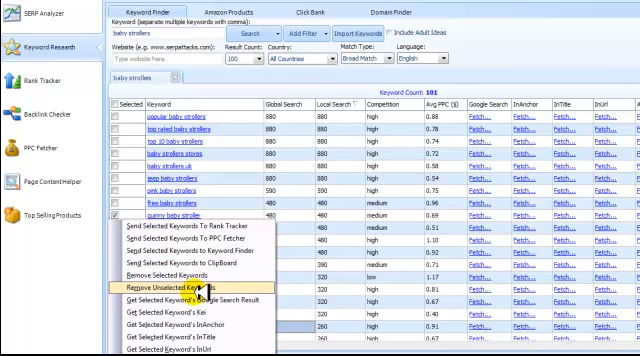 SERP Analyzer
Keyword Research
Rank Tracker
Backlink Checker
PPC Fetcher
Page Content Helper
Top Selling Products
Keyword Finder Amazon Products Click Bank Domain Finder
Keyword (separate multiple keywords with comma)
baby strollers Search Add Filter Import Keywords Include Adult Ideas
Website (e.g. www.serpattacks.com) Result Count: Country: Match Type: Language:
Type website here. 100 All Countries Broad Match English
baby strollers
Keyword Count: 101
Selected Keyword Global Search Local Search Competition Avg PPC ($) Google Search InAnchor InTitle InUrl
popular baby strollers 880 880 high 0.88 Fetch... Fetch... Fetch... Fetch...
top rated baby strollers 880 880 high 0.78 Fetch... Fetch... Fetch... Fetch...
top 10 baby strollers 880 880 high 0.74 Fetch... Fetch... Fetch... Fetch...
baby strollers stores 880 880 high 0.72 Fetch... Fetch... Fetch... Fetch...
baby strollers uk 880 880 high 0.58 Fetch... Fetch... Fetch... Fetch...
jeep baby strollers 880 880 high 0.54 Fetch... Fetch... Fetch... Fetch...
pink baby strollers 590 590 high 0.75 Fetch... Fetch... Fetch... Fetch...
free baby strollers 480 480 medium 0.96 Fetch... Fetch... Fetch... Fetch...
quinny baby stroller 480 480 medium 0.69 Fetch... Fetch... Fetch... Fetch...
Send Selected Keywords To Rank Tracker 480 high 0.51 Fetch... Fetch... Fetch... Fetch...
Send Selected Keywords To PPC Fetcher 480 high 1.10 Fetch... Fetch... Fetch... Fetch...
Send Selected Keywords to Keyword Finder high 0.92 Fetch... Fetch... Fetch... Fetch...
Send Selected Keywords to ClipBoard 390 medium 0.71 Fetch... Fetch... Fetch... Fetch...
Remove Selected Keywords 320 low 1.17 Fetch... Fetch... Fetch... Fetch...
Remove Unselected 320 high 0.81 Fetch... Fetch... Fetch... Fetch...
Get Selected Keyword's Google Search Result 320 high 0.67 Fetch... Fetch... Fetch... Fetch...
Get Selected Keyword's Kei 320 medium 0.67 Fetch... Fetch... Fetch... Fetch...
Get Selected Keyword's InAnchor 260 high 0.91 Fetch... Fetch... Fetch... Fetch...
Get Selected Keyword's InTitle 260 high 0.67 Fetch... Fetch... Fetch... Fetch...
Get Selected Keyword's InUrl